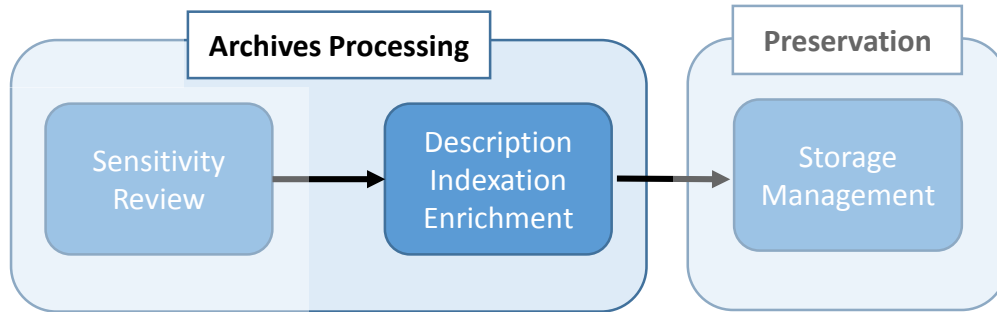 Archives Processing
Preservation
Sensitivity
Review
Description
Indexation
Enrichment
Storage
Management